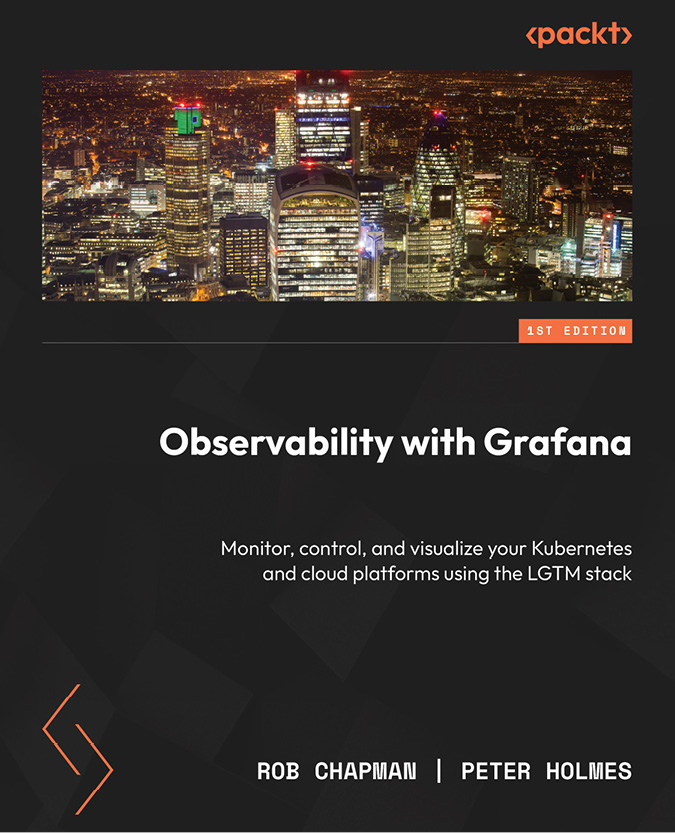 <packt>
1ST EDITION
Observability with Grafana
Monitor, control, and visualize your Kubernetes
and cloud platforms using the LGTM stack
ROB CHAPMAN | PETER HOLMES